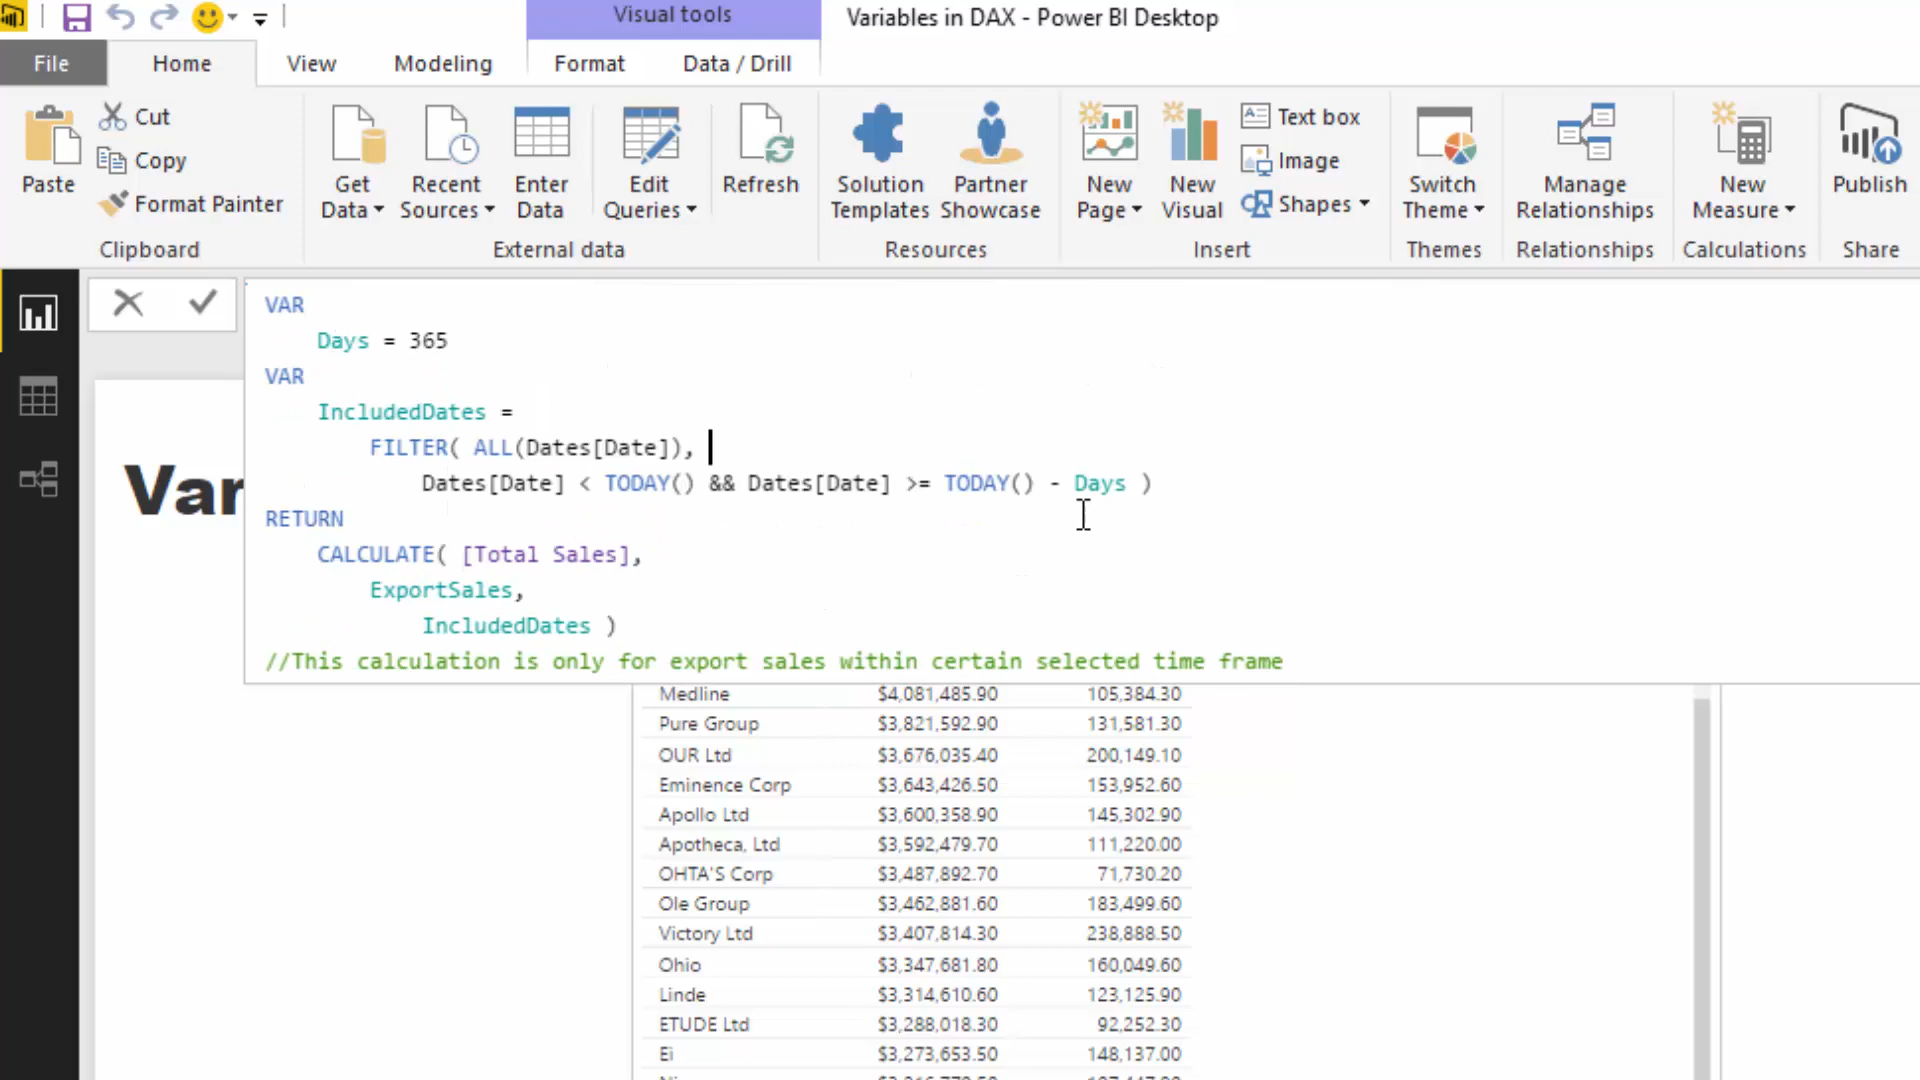 Visual tools
Variables in DAX - Power BI Desktop
File Home View Modeling Format Data / Drill
Paste
Cut
Copy
Format Painter
Clipboard
Get Data
Recent Sources
Enter Data
Edit Queries
Refresh
External data
Solution Templates
Partner Showcase
Resources
New Page
New Visual
Text box
Image
Shapes
Insert
Switch Theme
Themes
Manage Relationships
Relationships
New Measure
Calculations
Publish
Share
VAR
Days = 365
VAR
IncludedDates =
FILTER( ALL(Dates[Date]),
Dates[Date] < TODAY() && Dates[Date] >= TODAY() - Days )
RETURN
CALCULATE( [Total Sales],
ExportSales,
IncludedDates )
//This calculation is only for export sales within certain selected time frame
Var
Medline $4,081,485.90 105,384.30
Pure Group $3,821,592.90 131,581.30
OUR Ltd $3,676,035.40 200,149.10
Eminence Corp $3,643,426.50 153,952.60
Apollo Ltd $3,600,358.90 145,302.90
Apotheca, Ltd $3,592,479.70 111,220.00
OHTA'S Corp $3,487,892.70 71,730.20
Ole Group $3,462,881.60 183,499.60
Victory Ltd $3,407,814.30 238,888.50
Ohio $3,347,681.80 160,049.60
Linde $3,314,610.60 123,125.90
ETUDE Ltd $3,288,018.30 92,252.30
Ei $3,273,653.50 148,137.00